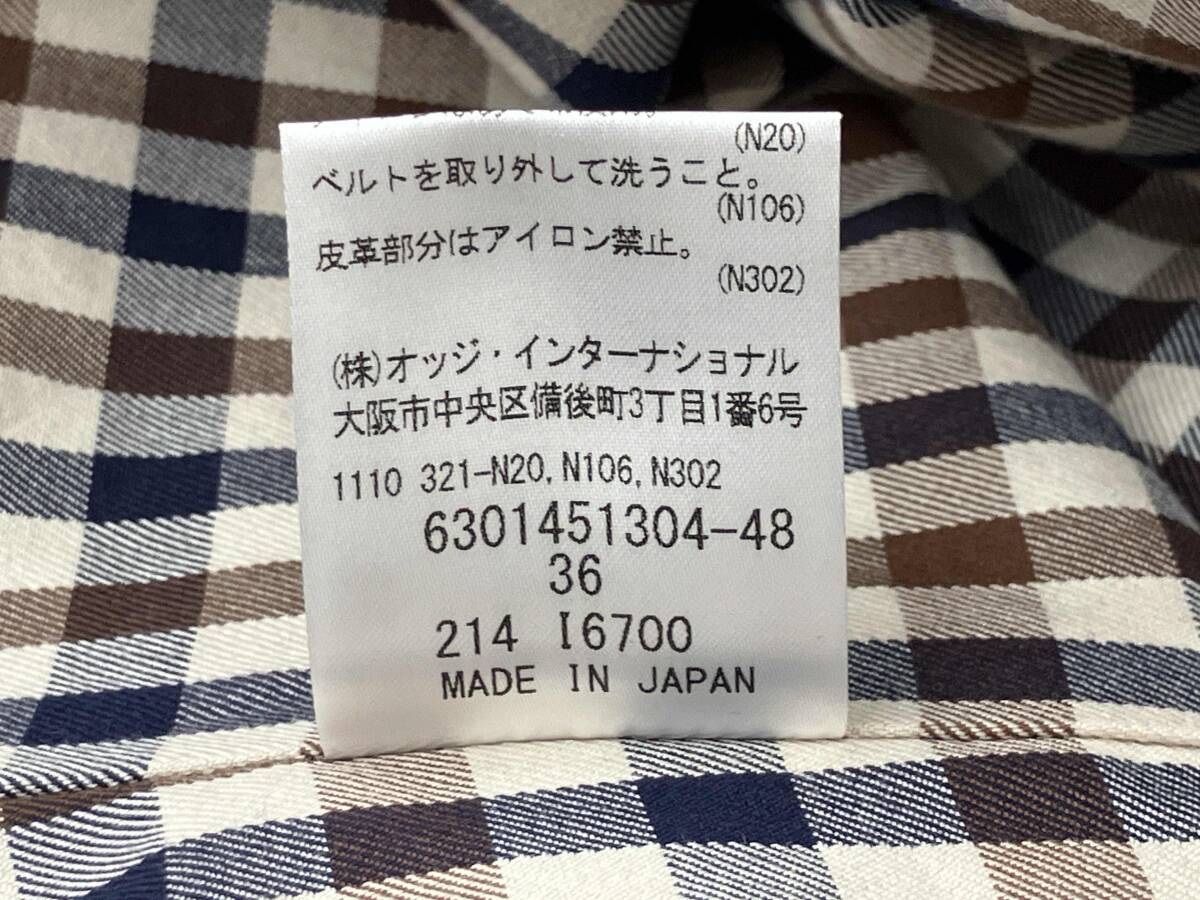 (N20)
ベルトを取り外して洗うこと。
(N106)
皮革部分はアイロン禁止。
(N302)
(株)オッジ・インターナショナル
大阪市中央区備後町3丁目1番6号
1110 321-N20, N106, N302
6301451304-48
36
214 I6700
MADE IN JAPAN